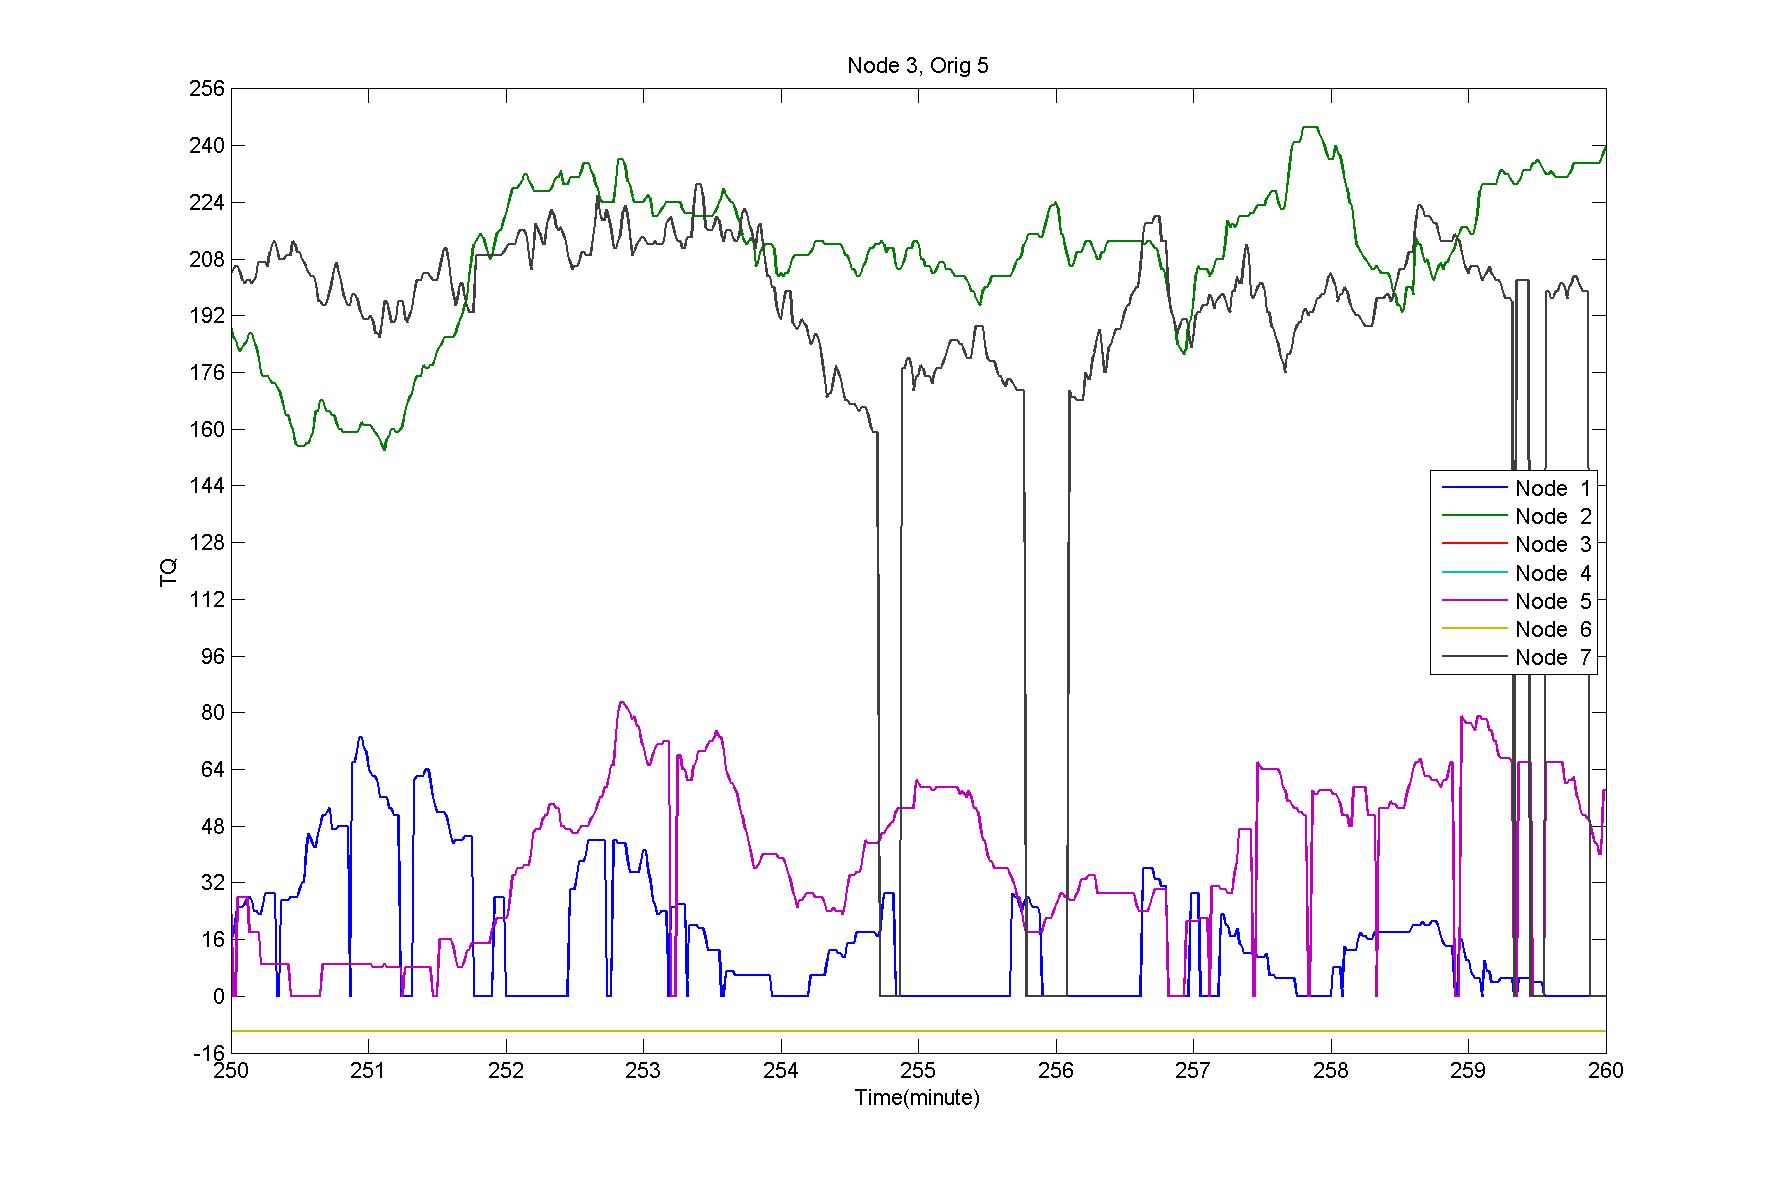 Node 3, Orig 5
256
240
224
208
192
176
160
144
128
112
96
80
64
48
32
16
0
-16
TQ
Node 1
Node 2
Node 3
Node 4
Node 5
Node 6
Node 7
250 251 252 253 254 255 256 257 258 259 260
Time(minute)